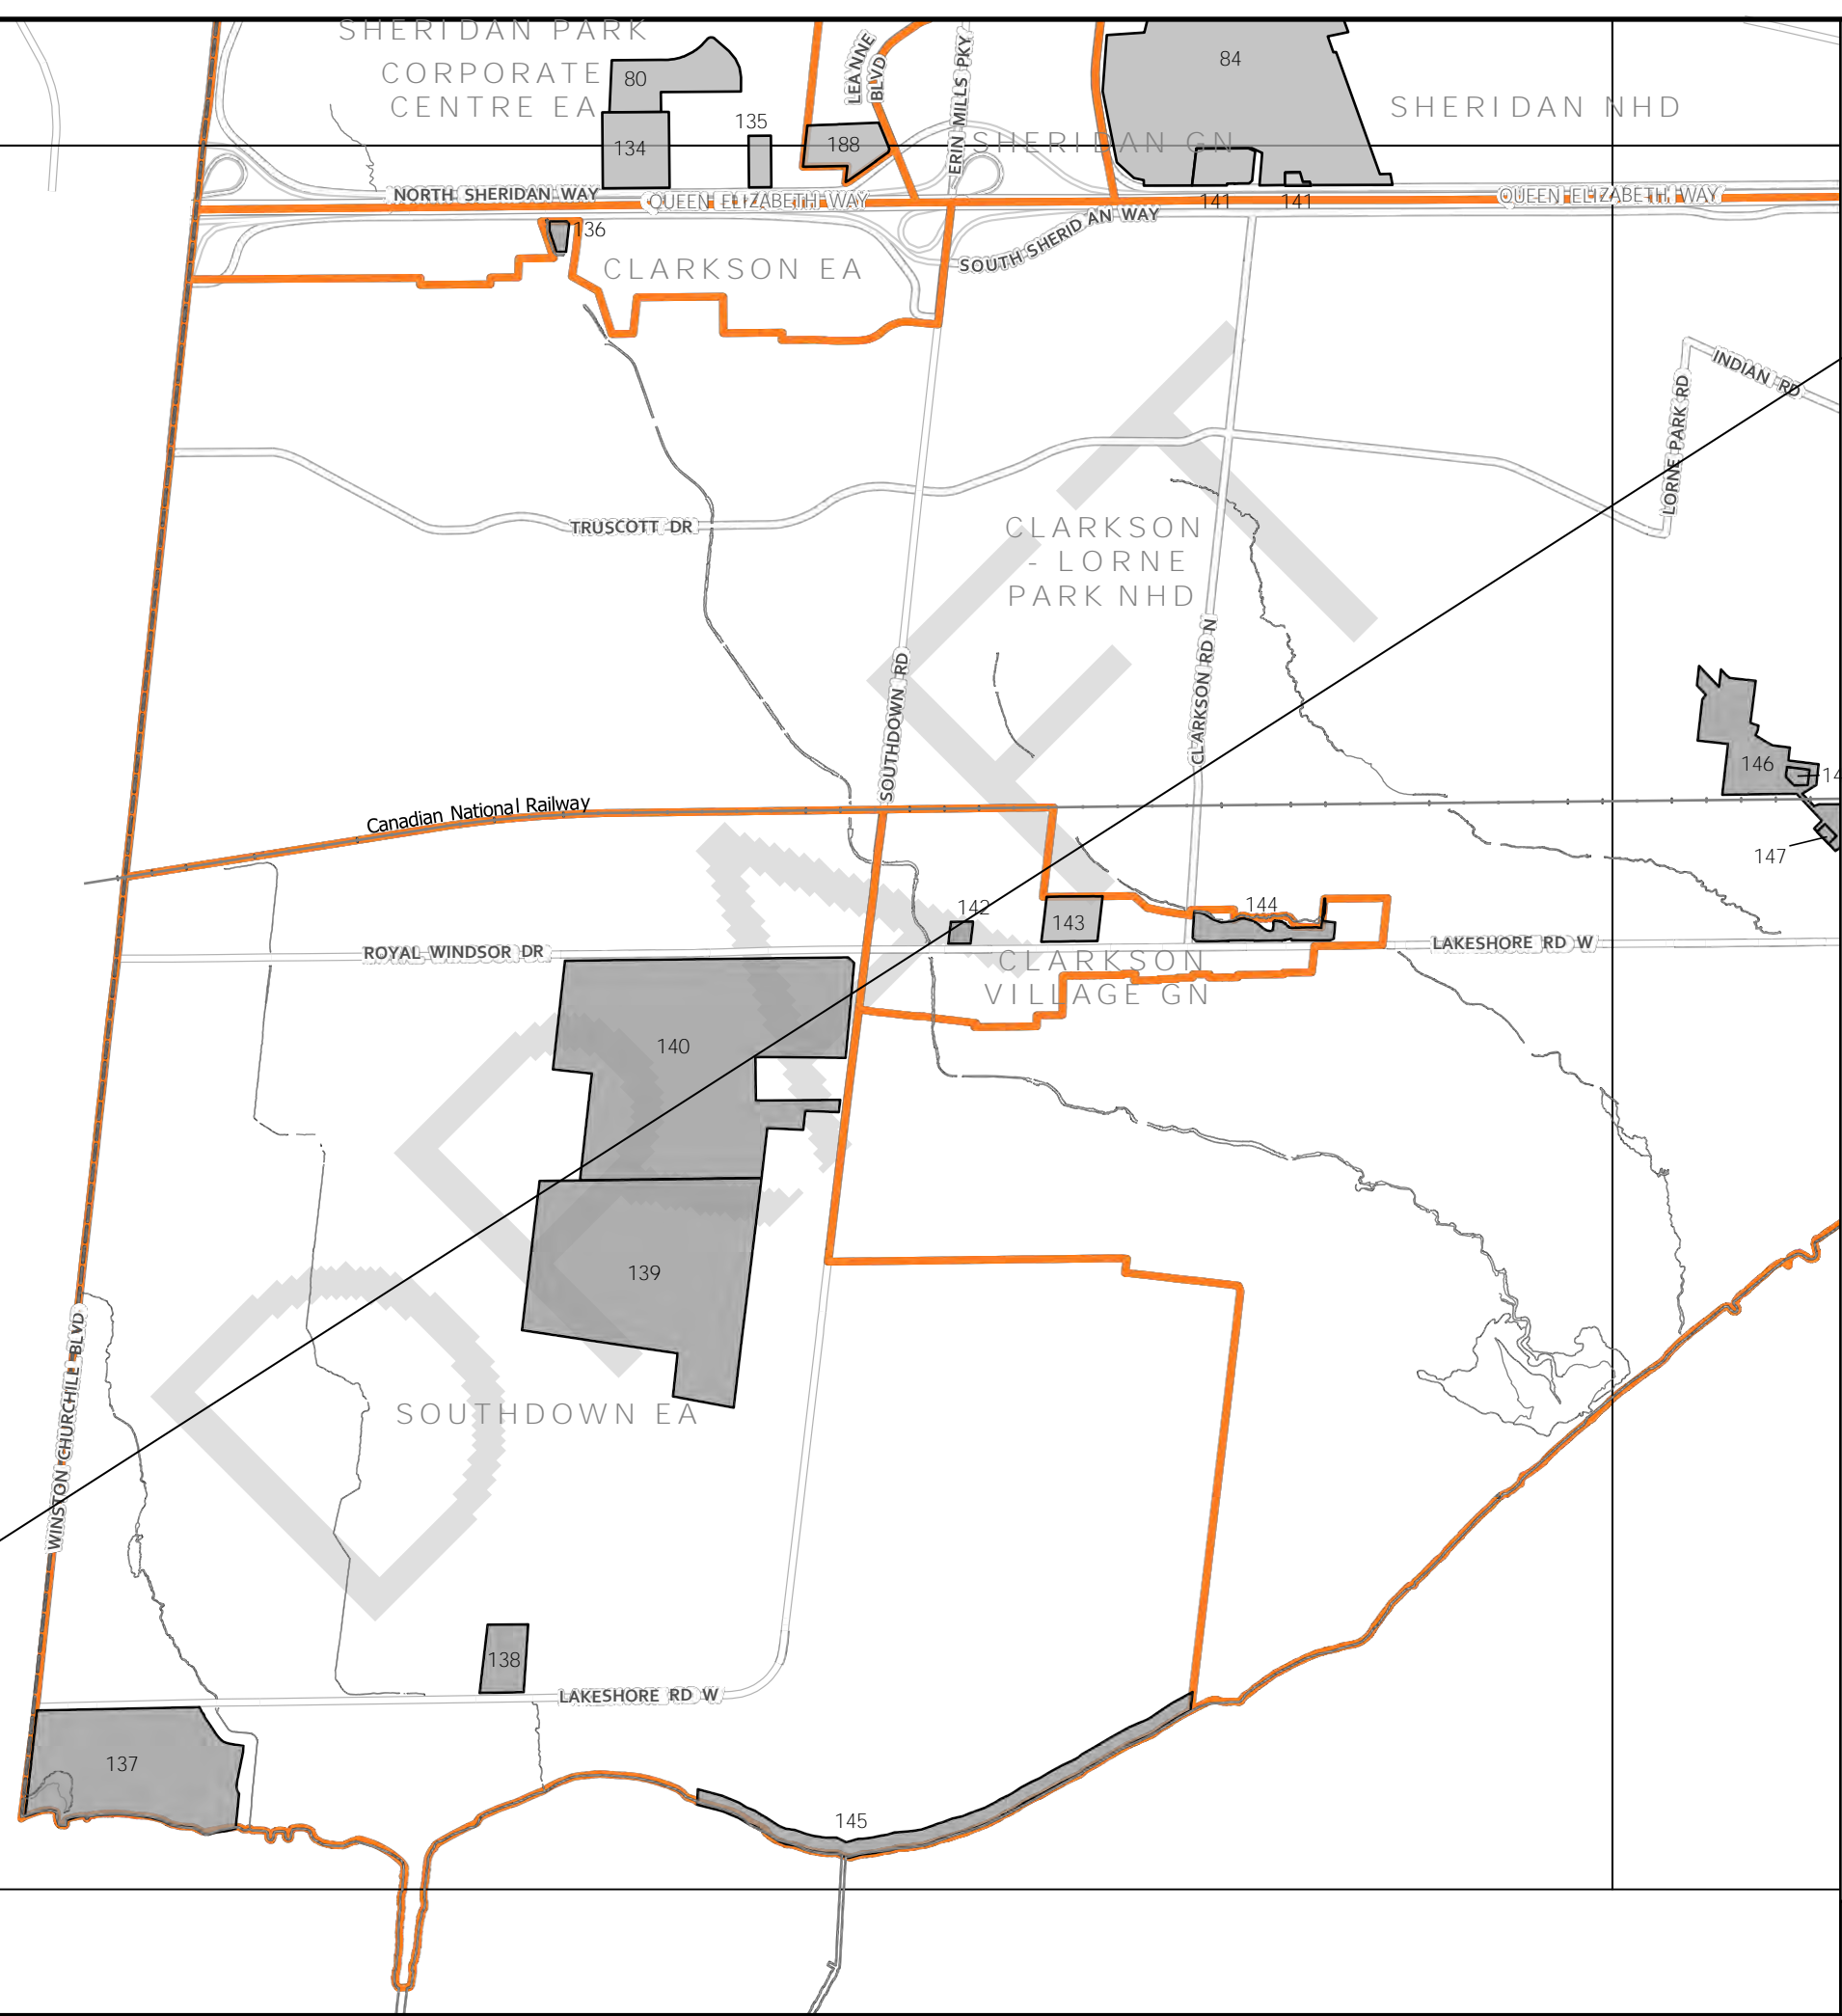 SHERIDAN PARK
CORPORATE
CENTRE EA
80
134
135
188
LEANNE
BLVD
ERIN MILLS PKY
84
SHERIDAN NHD
SHERIDAN GN
NORTH SHERIDAN WAY
QUEEN ELIZABETH WAY
QUEEN ELIZABETH WAY
141
141
136
SOUTH SHERIDAN WAY
CLARKSON EA
INDIAN RD
LORNE PARK RD
TRUSCOTT DR
CLARKSON
- LORNE
PARK NHD
CLARKSON RD N
SOUTHDOWN RD
146
14
147
Canadian National Railway
142
143
144
ROYAL WINDSOR DR
LAKESHORE RD W
CLARKSON
VILLAGE GN
140
139
DRAFT
WINSTON CHURCHILL BLVD
SOUTHDOWN EA
138
LAKESHORE RD W
137
145